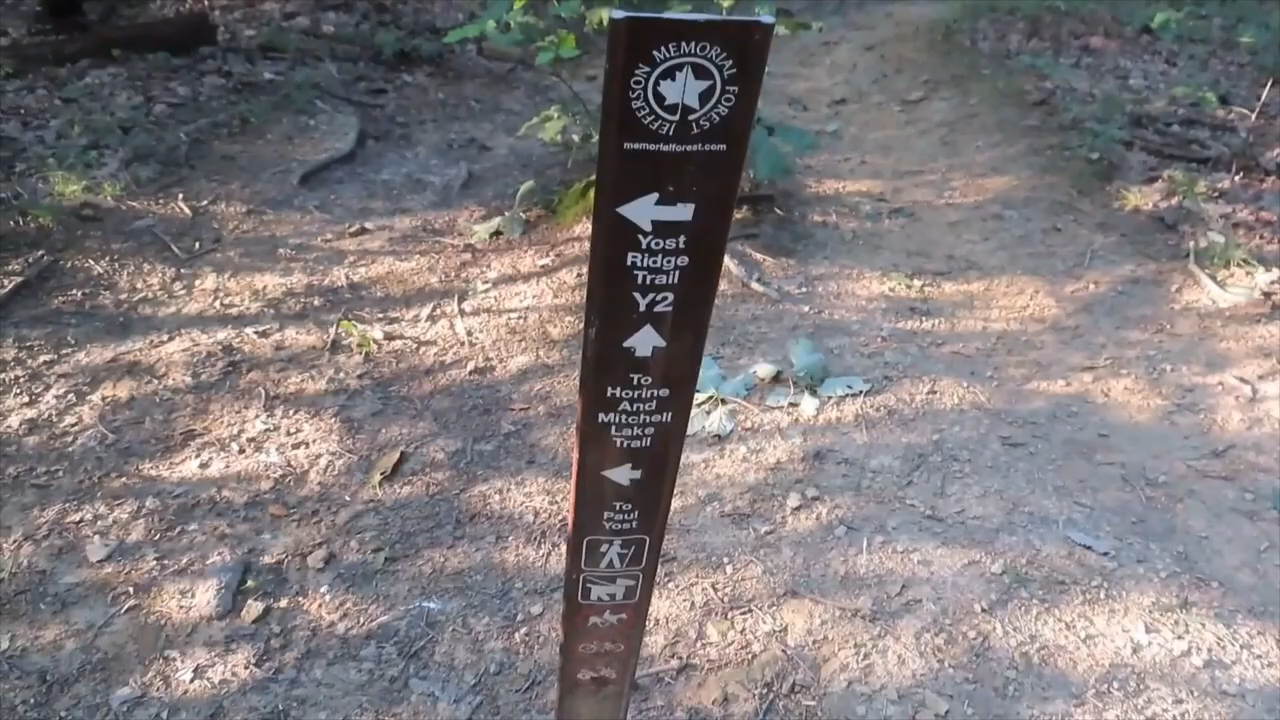 JEFFERSON MEMORIAL FOREST
memorialforest.com
Yost
Ridge
Trail
Y2
To
Horine
And
Mitchell
Lake
Trail
To
Paul
Yost